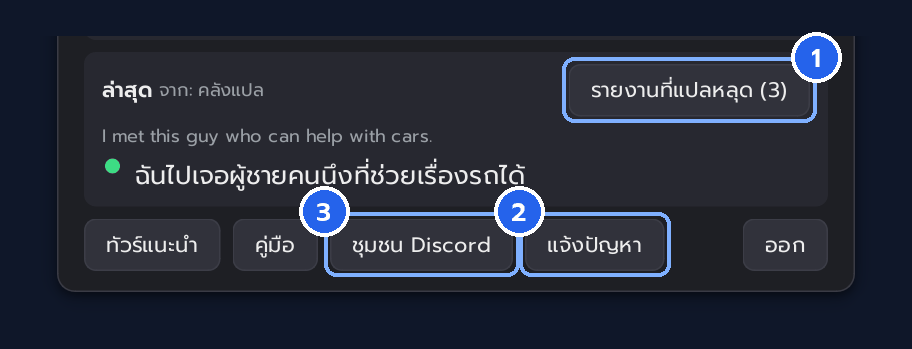 1
ล่าสุด จาก: คลังแปล รายงานที่แปลหลุด (3)
I met this guy who can help with cars.
ฉันไปเจอผู้ชายคนนึงที่ช่วยเรื่องรถได้
3 2
ทัวร์แนะนำ คู่มือ ชุมชน Discord แจ้งปัญหา ออก